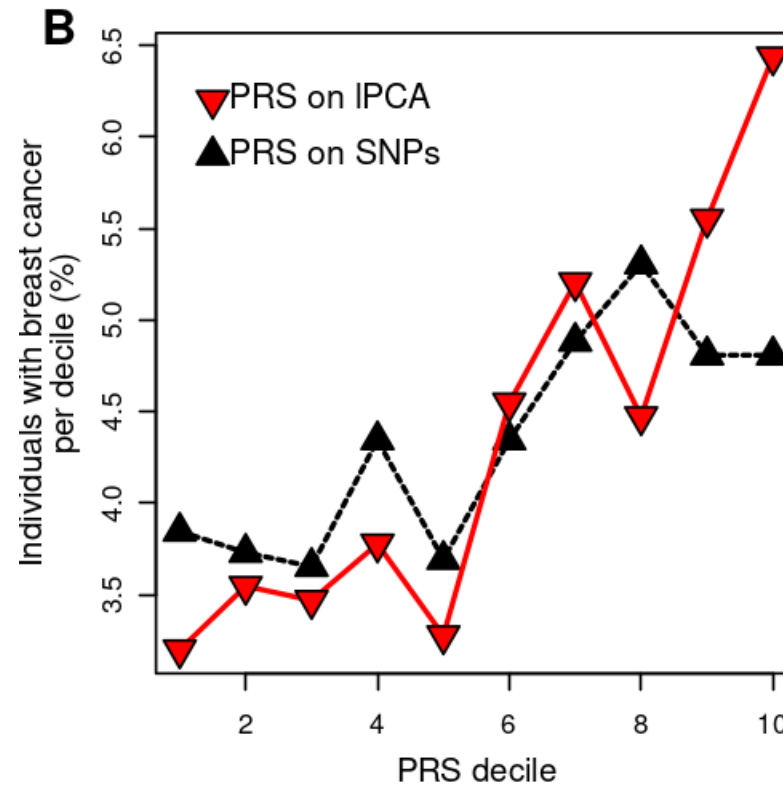 B
PRS on lPCA
PRS on SNPs
Individuals with breast cancer
per decile (%)
6.5
6.0
5.5
5.0
4.5
4.0
3.5
2 4 6 8 10
PRS decile